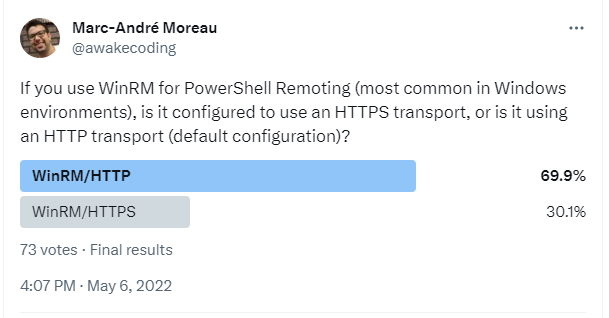 Marc-André Moreau
@awakecoding
If you use WinRM for PowerShell Remoting (most common in Windows
environments), is it configured to use an HTTPS transport, or is it using
an HTTP transport (default configuration)?
WinRM/HTTP 69.9%
WinRM/HTTPS 30.1%
73 votes · Final results
4:07 PM · May 6, 2022